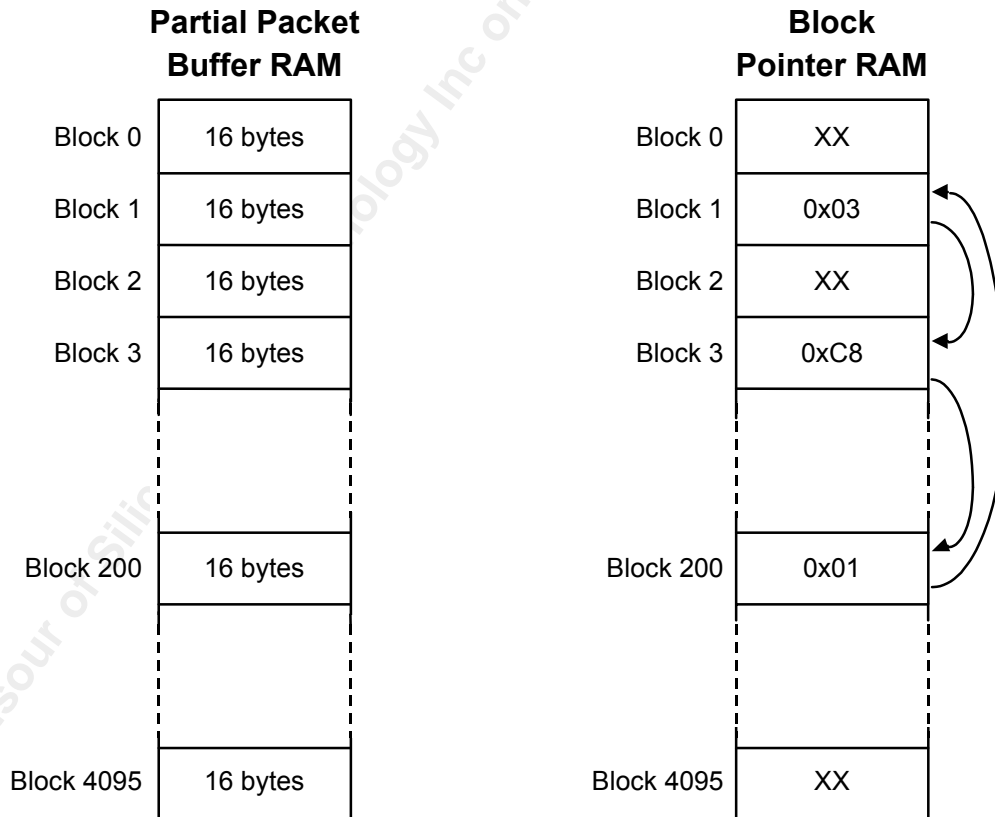 Partial Packet
Buffer RAM
Block 0 16 bytes
Block 1 16 bytes
Block 2 16 bytes
Block 3 16 bytes
Block 200 16 bytes
Block 4095 16 bytes
Block
Pointer RAM
Block 0 XX
Block 1 0x03
Block 2 XX
Block 3 0xC8
Block 200 0x01
Block 4095 XX